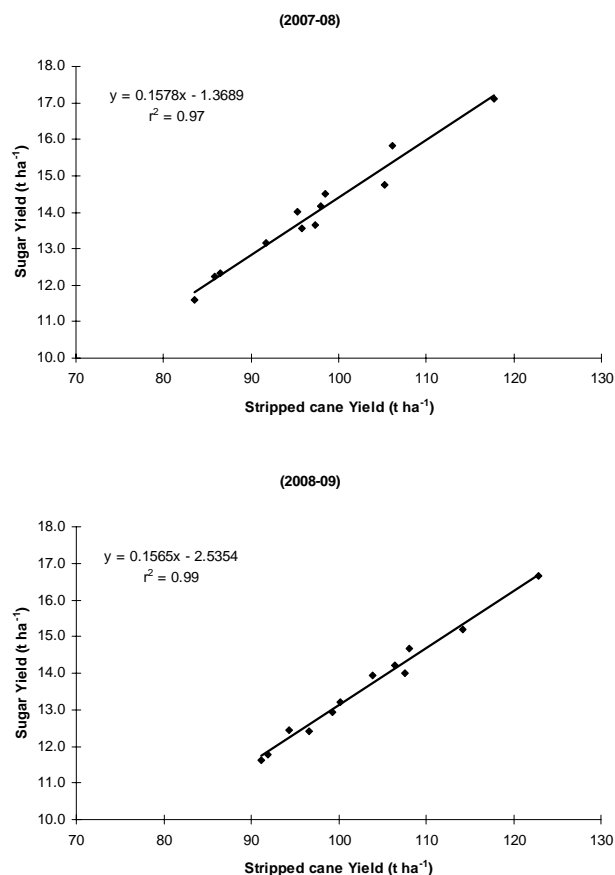 (2007-08)
y = 0.1578x - 1.3689
r² = 0.97
Sugar Yield (t ha⁻¹)
18.0
17.0
16.0
15.0
14.0
13.0
12.0
11.0
10.0
70 80 90 100 110 120 130
Stripped cane Yield (t ha⁻¹)
(2008-09)
y = 0.1565x - 2.5354
r² = 0.99
Sugar Yield (t ha⁻¹)
18.0
17.0
16.0
15.0
14.0
13.0
12.0
11.0
10.0
70 80 90 100 110 120 130
Stripped cane Yield (t ha⁻¹)